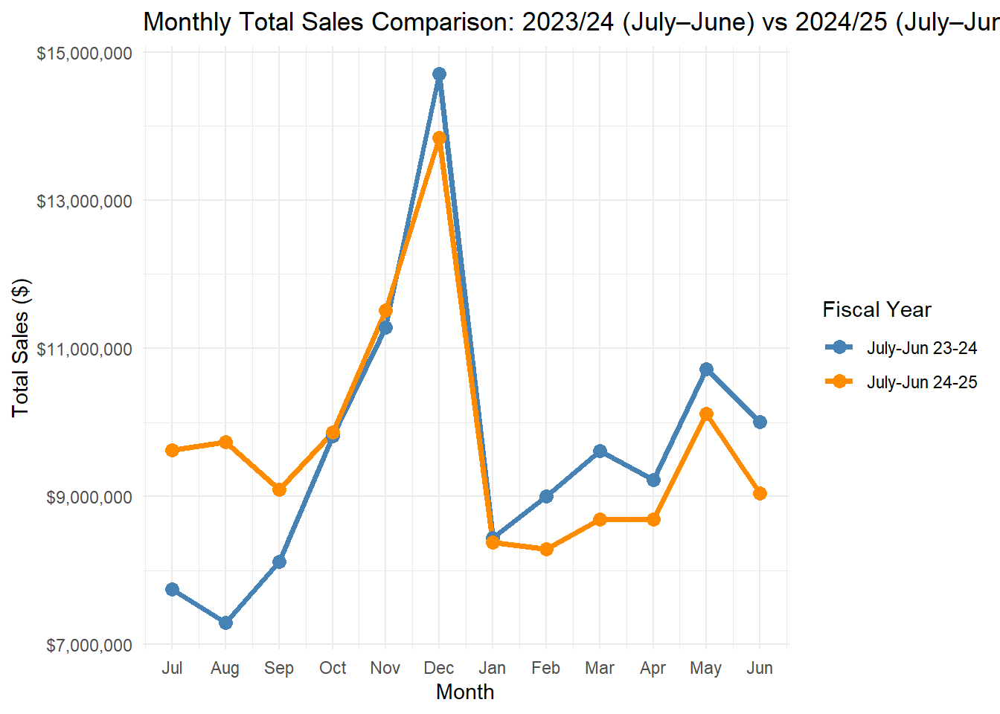 Monthly Total Sales Comparison: 2023/24 (July–June) vs 2024/25 (July–Jun
$15,000,000
$13,000,000
$11,000,000
$9,000,000
$7,000,000
Total Sales ($)
Jul Aug Sep Oct Nov Dec Jan Feb Mar Apr May Jun
Month
Fiscal Year
July-Jun 23-24
July-Jun 24-25